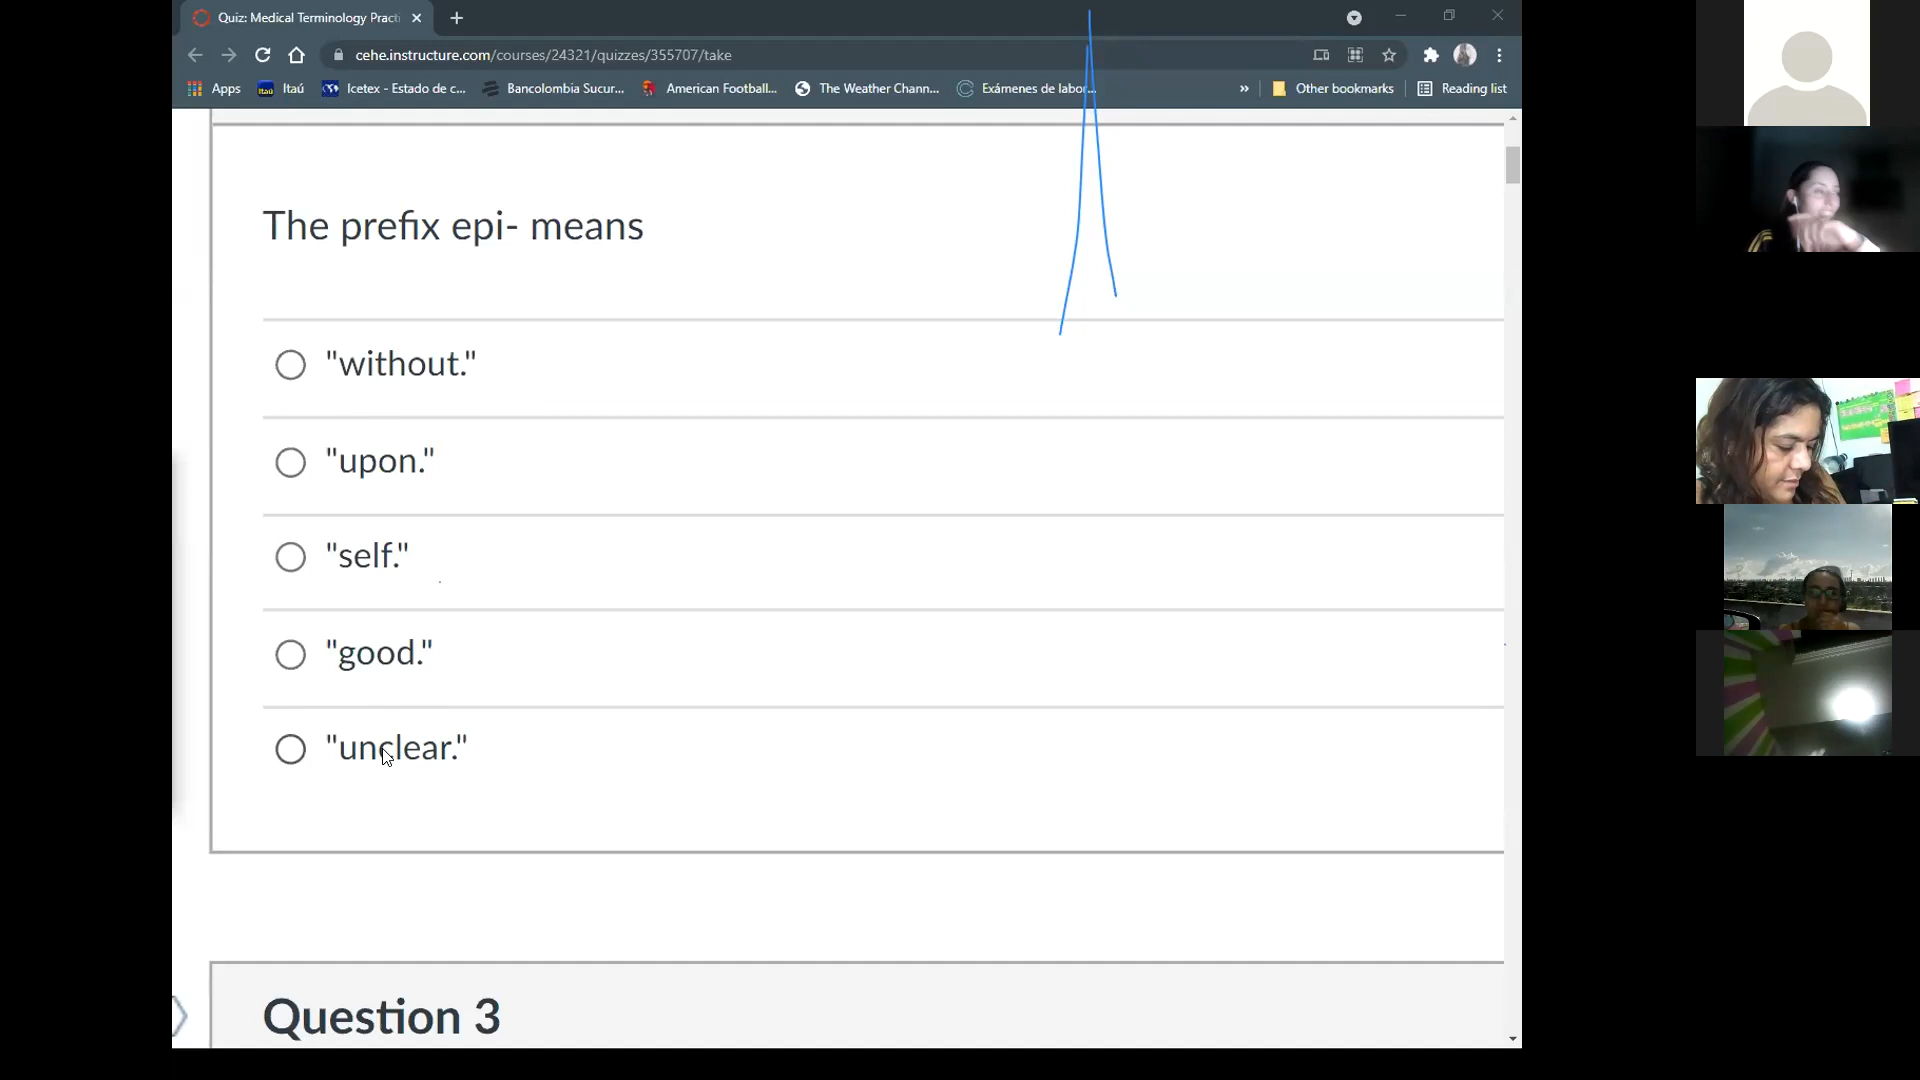 Quiz: Medical Terminology Practi
cehe.instructure.com/courses/24321/quizzes/355707/take
Apps
Itaú
Itaú
Icetex - Estado de c...
Bancolombia Sucur...
American Football...
The Weather Chann...
Exámenes de labor...
»
Other bookmarks
Reading list
The prefix epi- means
"without."
"upon."
"self."
"good."
"unclear."
Question 3